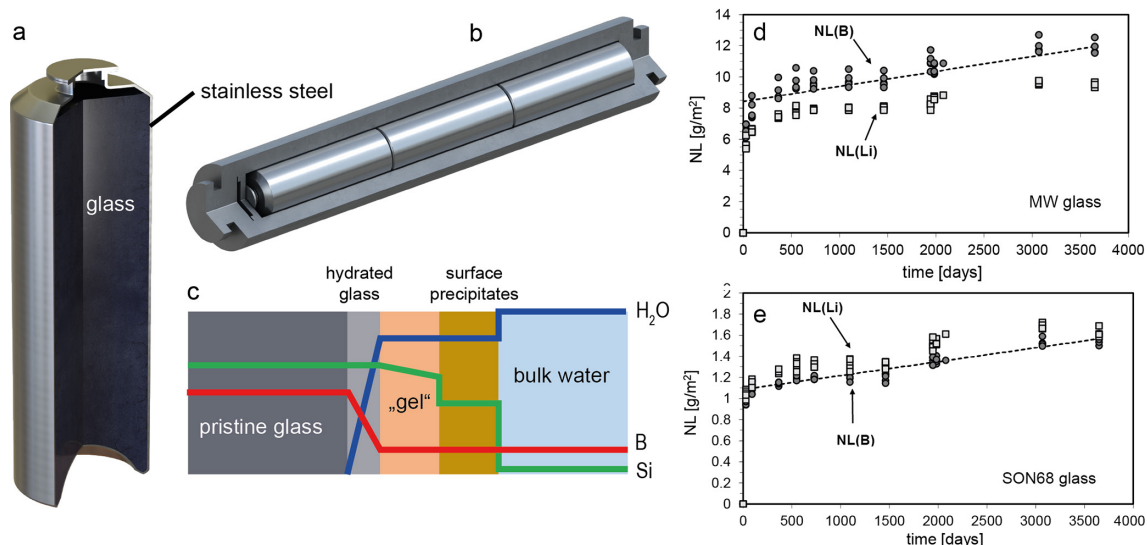 a
stainless steel
glass
b
c
hydrated
glass
surface
precipitates
H₂O
bulk water
„gel“
pristine glass
B
Si
d
NL [g/m²]
14
12
10
8
6
4
2
0
NL(B)
NL(Li)
MW glass
0 500 1000 1500 2000 2500 3000 3500 4000
time [days]
e
NL [g/m²]
2
1.8
1.6
1.4
1.2
1
0.8
0.6
0.4
0.2
0
NL(Li)
NL(B)
SON68 glass
0 500 1000 1500 2000 2500 3000 3500 4000
time [days]